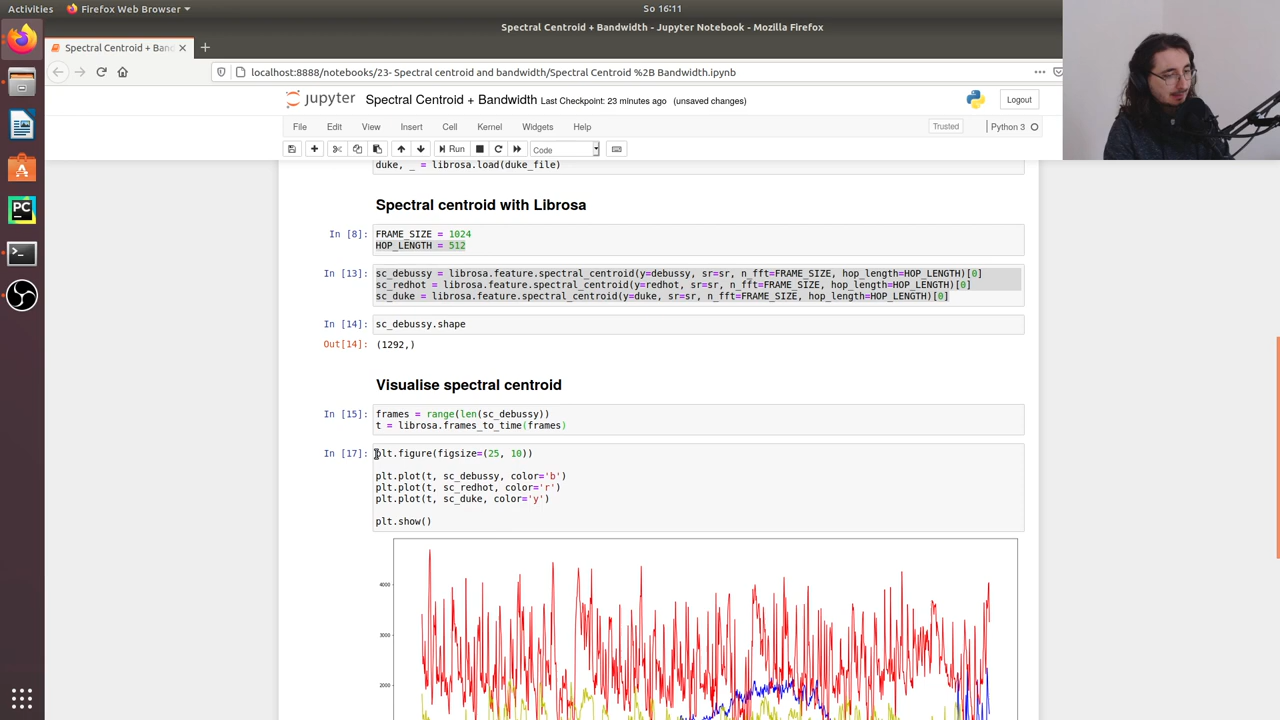 Activities
Firefox Web Browser
So 16:11
Spectral Centroid + Bandwidth - Jupyter Notebook - Mozilla Firefox
Spectral Centroid + Band
localhost:8888/notebooks/23- Spectral centroid and bandwidth/Spectral Centroid %2B Bandwidth.ipynb
jupyter
Spectral Centroid + Bandwidth Last Checkpoint: 23 minutes ago (unsaved changes)
Logout
File Edit View Insert Cell Kernel Widgets Help
Trusted
Python 3
Run
Code
duke, _ = librosa.load(duke_file)
Spectral centroid with Librosa
In [8]: FRAME_SIZE = 1024
HOP_LENGTH = 512
In [13]: sc_debussy = librosa.feature.spectral_centroid(y=debussy, sr=sr, n_fft=FRAME_SIZE, hop_length=HOP_LENGTH)[0]
sc_redhot = librosa.feature.spectral_centroid(y=redhot, sr=sr, n_fft=FRAME_SIZE, hop_length=HOP_LENGTH)[0]
sc_duke = librosa.feature.spectral_centroid(y=duke, sr=sr, n_fft=FRAME_SIZE, hop_length=HOP_LENGTH)[0]
In [14]: sc_debussy.shape
Out[14]: (1292,)
Visualise spectral centroid
In [15]: frames = range(len(sc_debussy))
t = librosa.frames_to_time(frames)
In [17]: plt.figure(figsize=(25, 10))
plt.plot(t, sc_debussy, color='b')
plt.plot(t, sc_redhot, color='r')
plt.plot(t, sc_duke, color='y')
plt.show()
4000
3000
2000
PC